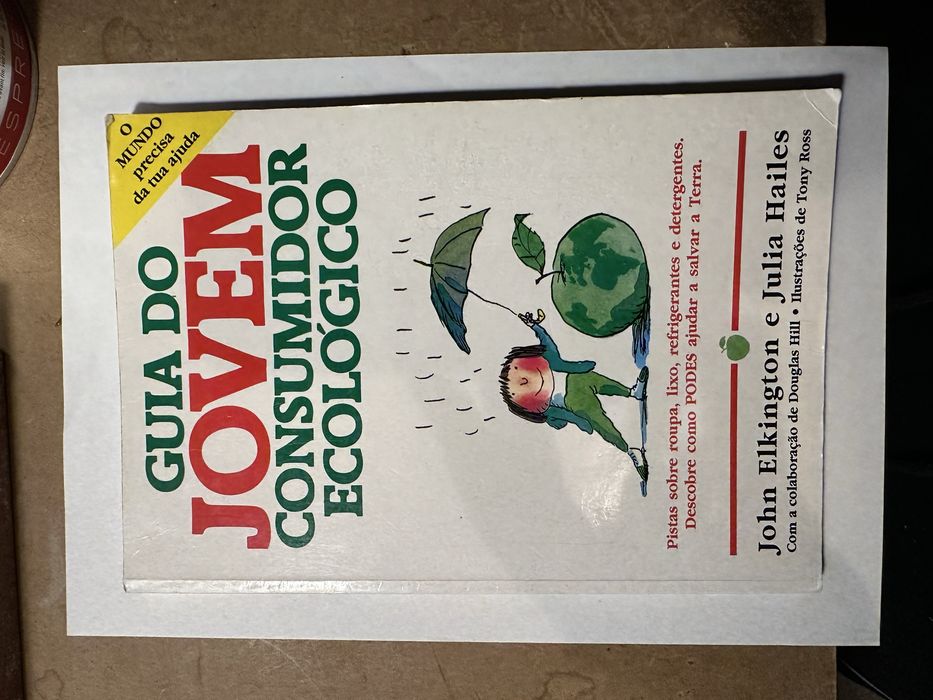 O
MUNDO
precisa
da tua ajuda
GUIA DO
JOVEM
CONSUMIDOR
ECOLÓGICO
Pistas sobre roupa, lixo, refrigerantes e detergentes.
Descobre como PODES ajudar a salvar a Terra.
John Elkington e Julia Hailes
Com a colaboração de Douglas Hill • Ilustrações de Tony Ross
ESPRE